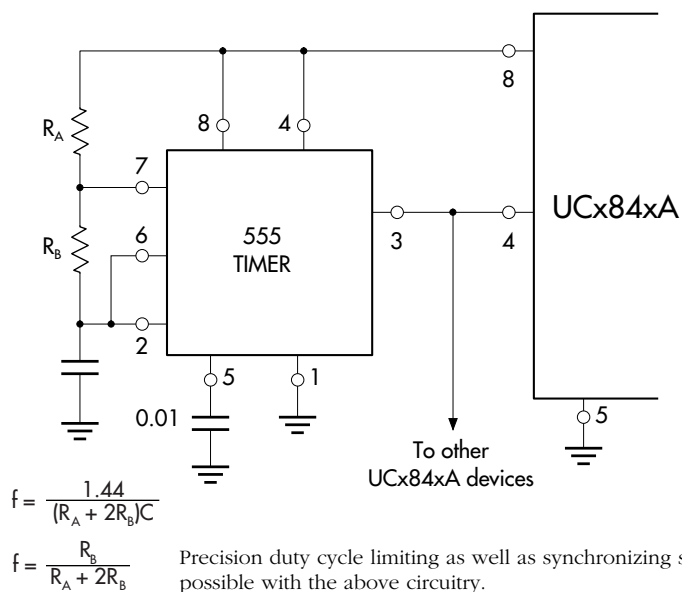 8
R_A
8
4
7
UCx84xA
R_B
6
555
TIMER
3
4
2
5
1
5
0.01
To other
UCx84xA devices
f = 1.44 / (R_A + 2R_B)C
f = R_B / R_A + 2R_B
Precision duty cycle limiting as well as synchronizing
possible with the above circuitry.